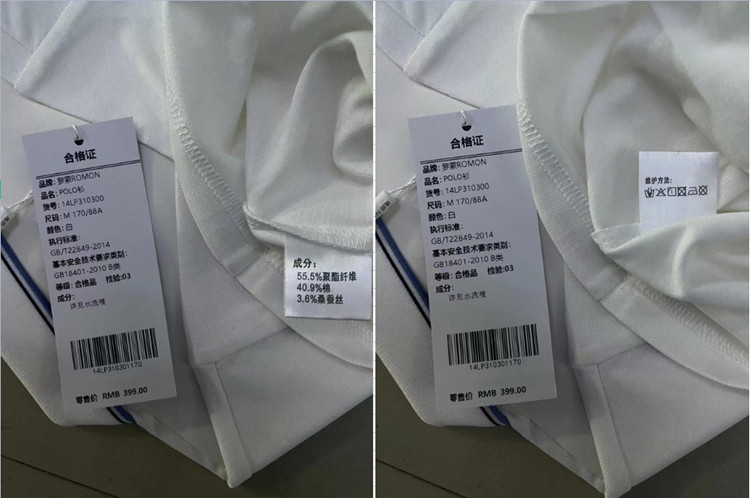 合格证
品牌: 罗蒙ROMON
品名: POLO衫
货号: 14LP310300
尺码: M 170/88A
颜色: 白
执行标准:
GB/T22849-2014
基本安全技术要求类别:
GB18401-2010 B类
等级: 合格品 检验:03
成分:
详见水洗唛
14LP310301170
零售价 RMB 399.00
成分:
55.5%聚酯纤维
40.9%棉
3.6%桑蚕丝
合格证
品牌: 罗蒙ROMON
品名: POLO衫
货号: 14LP310300
尺码: M 170/88A
颜色: 白
执行标准:
GB/T22849-2014
基本安全技术要求类别:
GB18401-2010 B类
等级: 合格品 检验:03
成分:
详见水洗唛
14LP310301170
零售价 RMB 399.00
维护方法: